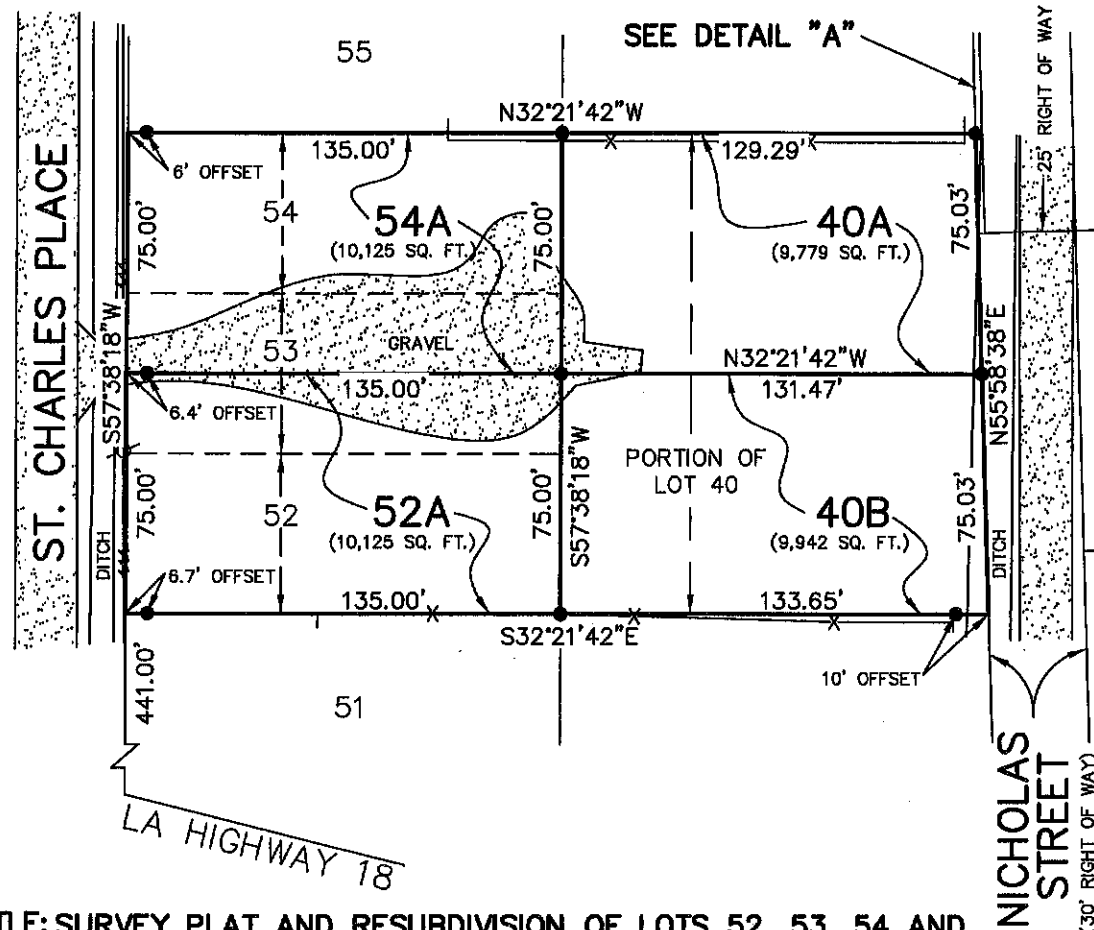 55
SEE DETAIL "A"
25' RIGHT OF WAY
N32°21'42"W
135.00'
129.29'
6' OFFSET
ST. CHARLES PLACE
75.00'
54
54A
(10,125 SQ. FT.)
75.00'
40A
(9,779 SQ. FT.)
75.03'
S57°38'18"W
53
GRAVEL
N32°21'42"W
135.00'
131.47'
N55°58'38"E
6.4' OFFSET
S57°38'18"W
PORTION OF
LOT 40
75.00'
52
52A
(10,125 SQ. FT.)
75.00'
40B
(9,942 SQ. FT.)
75.03'
DITCH
DITCH
6.7' OFFSET
135.00'
133.65'
S32°21'42"E
10' OFFSET
441.00'
51
LA HIGHWAY 18
NICHOLAS
STREET
(30' RIGHT OF WAY)
TLE: SURVEY PLAT AND RESUBDIVISION OF LOTS 52, 53, 54 AND